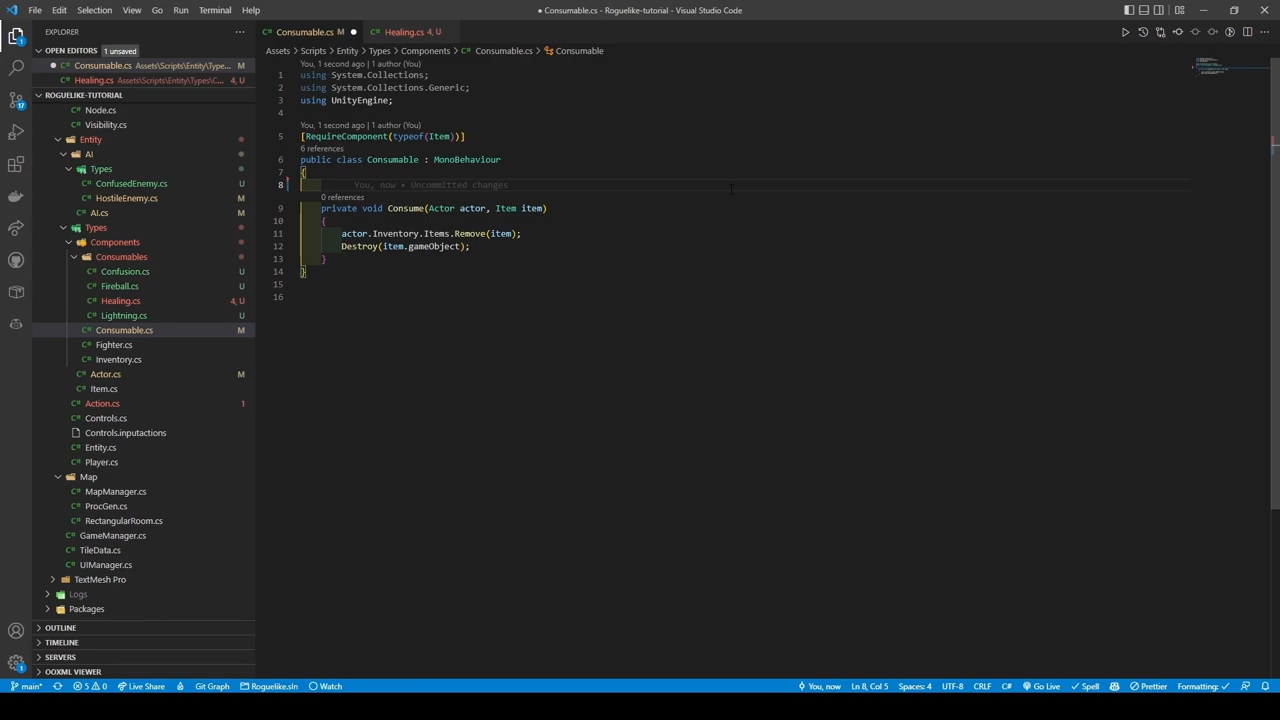 File Edit Selection View Go Run Terminal Help
● Consumable.cs - Roguelike-tutorial - Visual Studio Code
EXPLORER
OPEN EDITORS 1 unsaved
Consumable.cs Assets\Scripts\Entity\Type... M
Healing.cs Assets\Scripts\Entity\Types\C... 4, U
ROGUELIKE-TUTORIAL
Node.cs
Visibility.cs
Entity
AI
Types
ConfusedEnemy.cs U
HostileEnemy.cs M
AI.cs
Types
Components
Consumables
Confusion.cs U
Fireball.cs U
Healing.cs 4, U
Lightning.cs U
Consumable.cs M
Fighter.cs
Inventory.cs
Actor.cs M
Item.cs
Action.cs 1
Controls.cs
Controls.inputactions
Entity.cs
Player.cs
Map
MapManager.cs
ProcGen.cs
RectangularRoom.cs
GameManager.cs
TileData.cs
UIManager.cs
TextMesh Pro
Logs
Packages
OUTLINE
TIMELINE
SERVERS
OOXML VIEWER
Consumable.cs M ● Healing.cs 4, U
Assets > Scripts > Entity > Types > Components > Consumable.cs > Consumable
You, 1 second ago | 1 author (You)
1 using System.Collections;
2 using System.Collections.Generic;
3 using UnityEngine;
4
You, 1 second ago | 1 author (You)
5 [RequireComponent(typeof(Item))]
6 references
6 public class Consumable : MonoBehaviour
7 {
8 You, now • Uncommitted changes
0 references
9 private void Consume(Actor actor, Item item)
10 {
11 actor.Inventory.Items.Remove(item);
12 Destroy(item.gameObject);
13 }
14 }
15
16
main* 5 0 Live Share Git Graph Roguelike.sln Watch
You, now Ln 8, Col 5 Spaces: 4 UTF-8 CRLF C# Go Live Spell Prettier Formatting: ✓